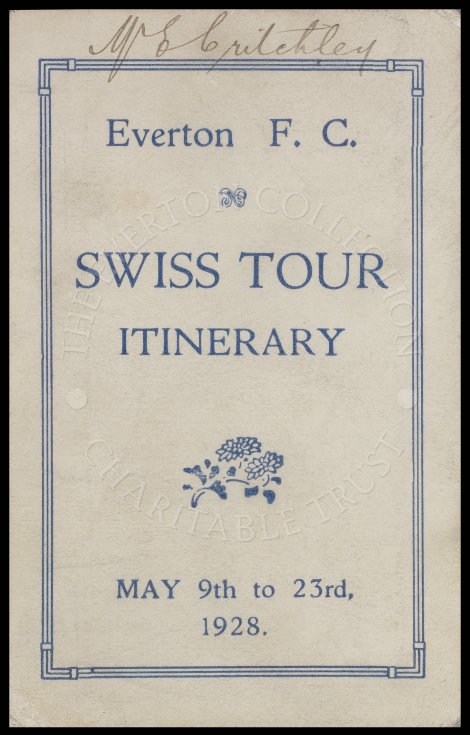 Mr E Critchley
Everton F. C.
SWISS TOUR
ITINERARY
MAY 9th to 23rd,
1928.
THE EVERTON COLLECTION
CHARITABLE TRUST